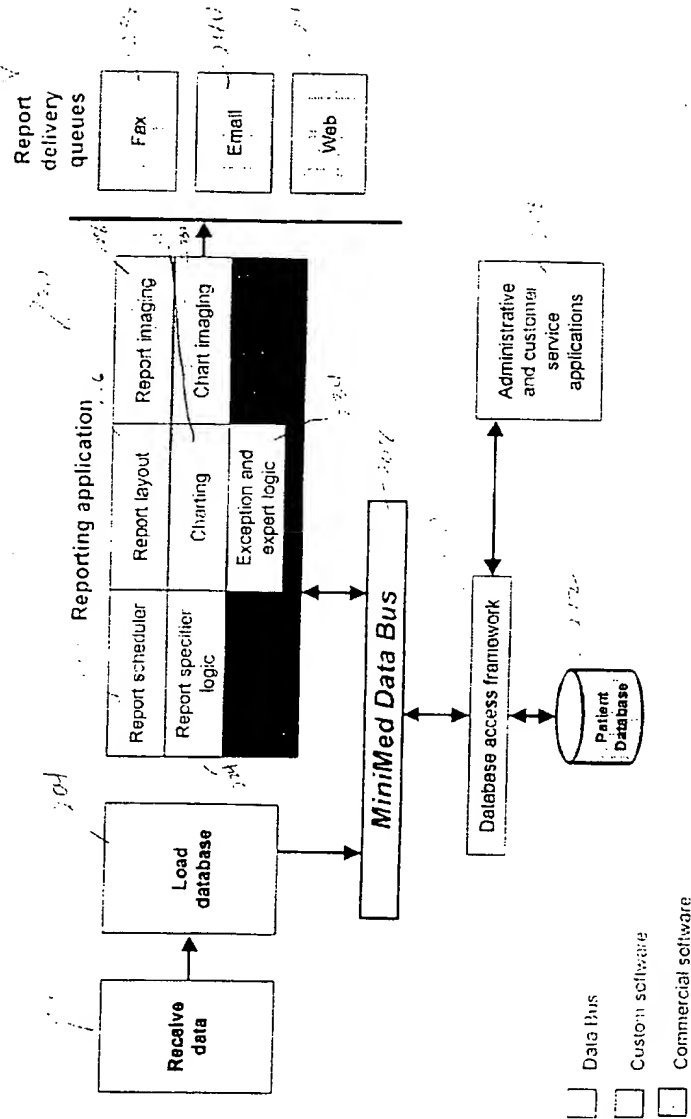 Receive
data
Load
database
204
Reporting application
Report scheduler
Report layout
Report imaging
Report specifier
logic
Charting
Chart imaging
Exception and
expert logic
Report
delivery
queues
Fax
Email
Web
MiniMed Data Bus
Database access framework
Administrative
and customer
service
applications
Patient
Database
Data Bus
Custom software
Commercial software